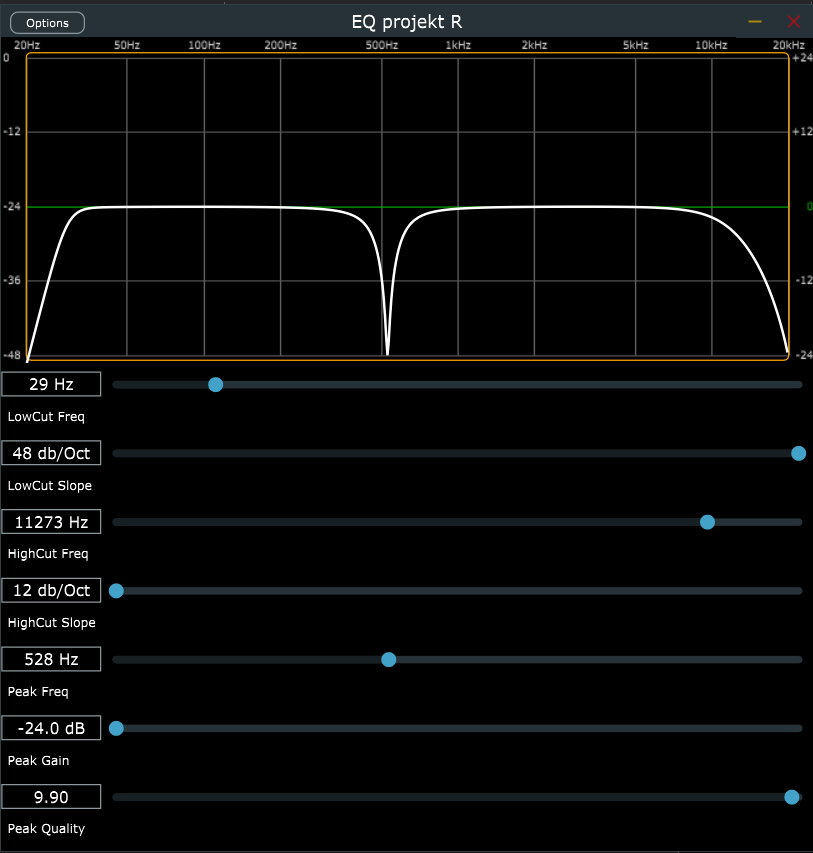 Options
EQ projekt R
20Hz 50Hz 100Hz 200Hz 500Hz 1kHz 2kHz 5kHz 10kHz 20kHz
0 +24
-12 +12
-24 0
-36 -12
-48 -24
29 Hz
LowCut Freq
48 db/Oct
LowCut Slope
11273 Hz
HighCut Freq
12 db/Oct
HighCut Slope
528 Hz
Peak Freq
-24.0 dB
Peak Gain
9.90
Peak Quality